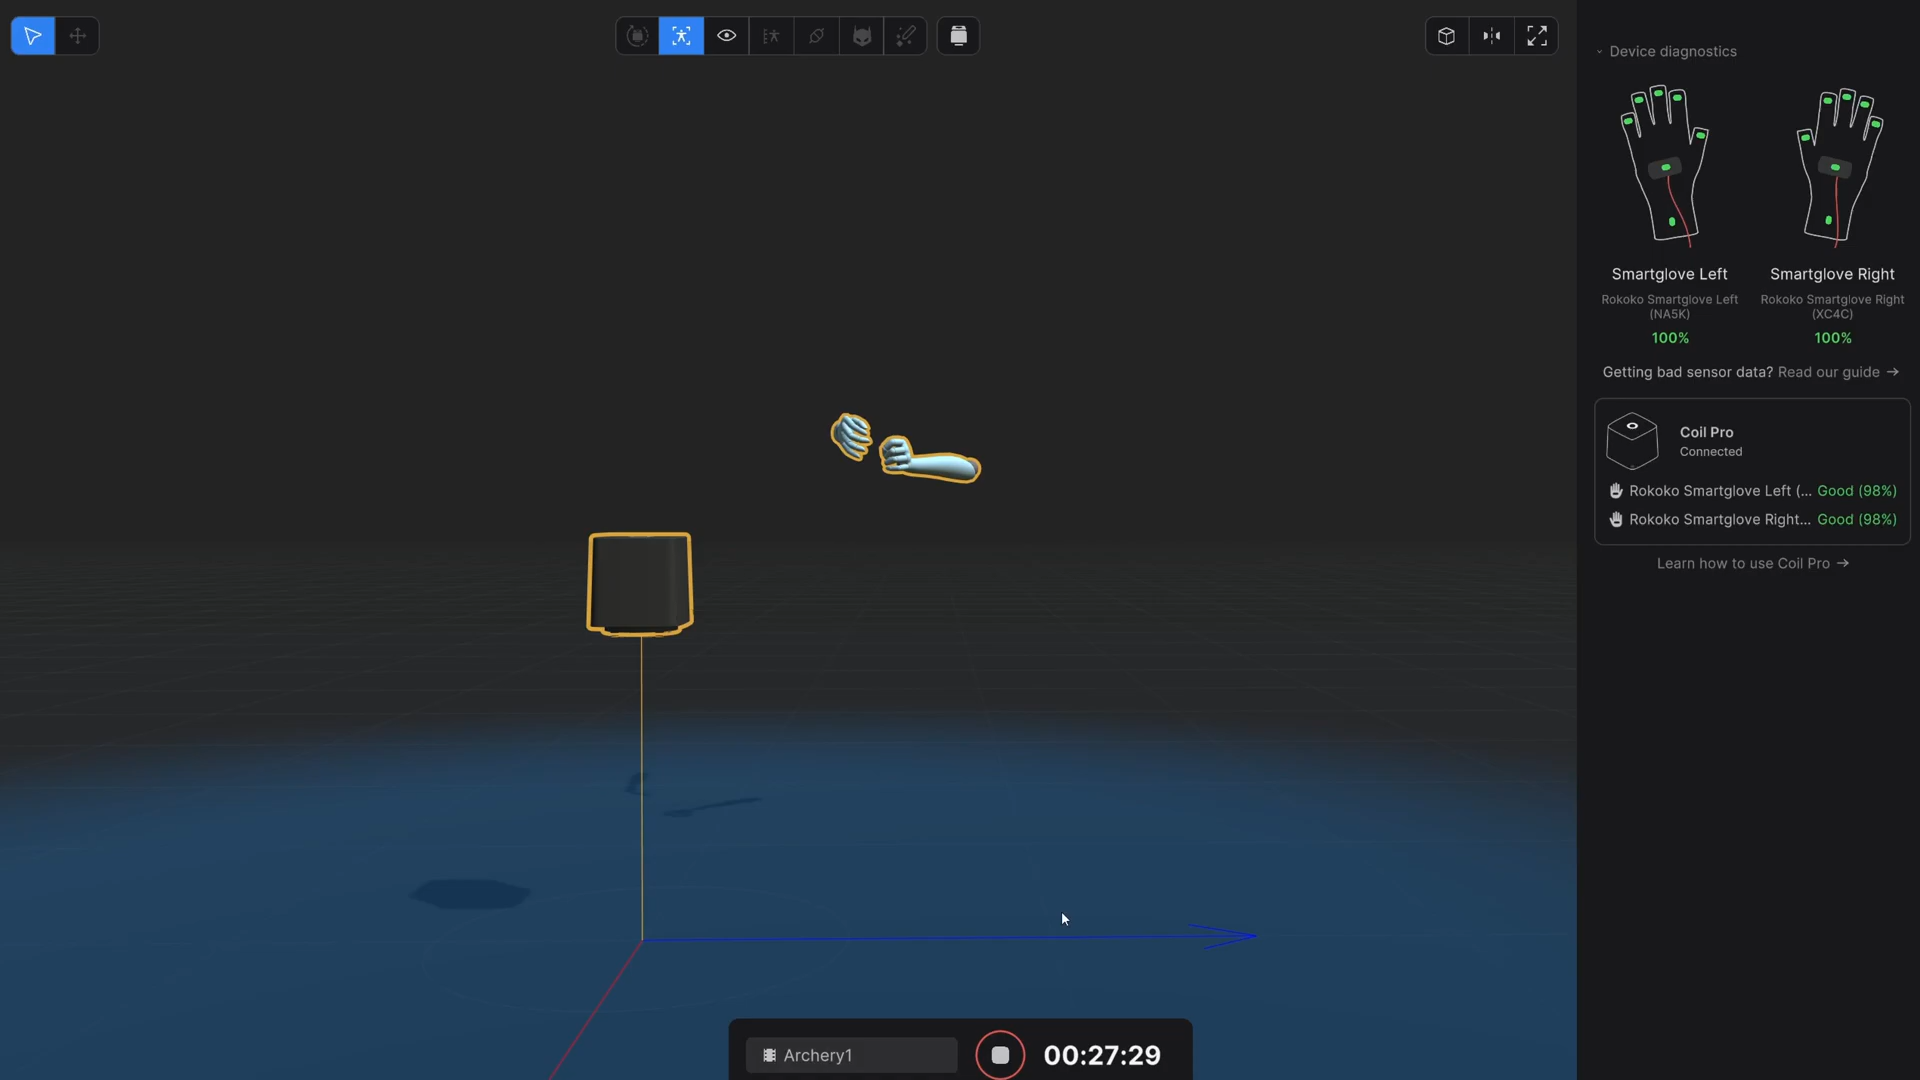 Device diagnostics
Smartglove Left
Smartglove Right
Rokoko Smartglove Left
(NA5K)
Rokoko Smartglove Right
(XC4C)
100%
100%
Getting bad sensor data? Read our guide →
Coil Pro
Connected
Rokoko Smartglove Left (... Good (98%)
Rokoko Smartglove Right... Good (98%)
Learn how to use Coil Pro →
Archery1
00:27:29